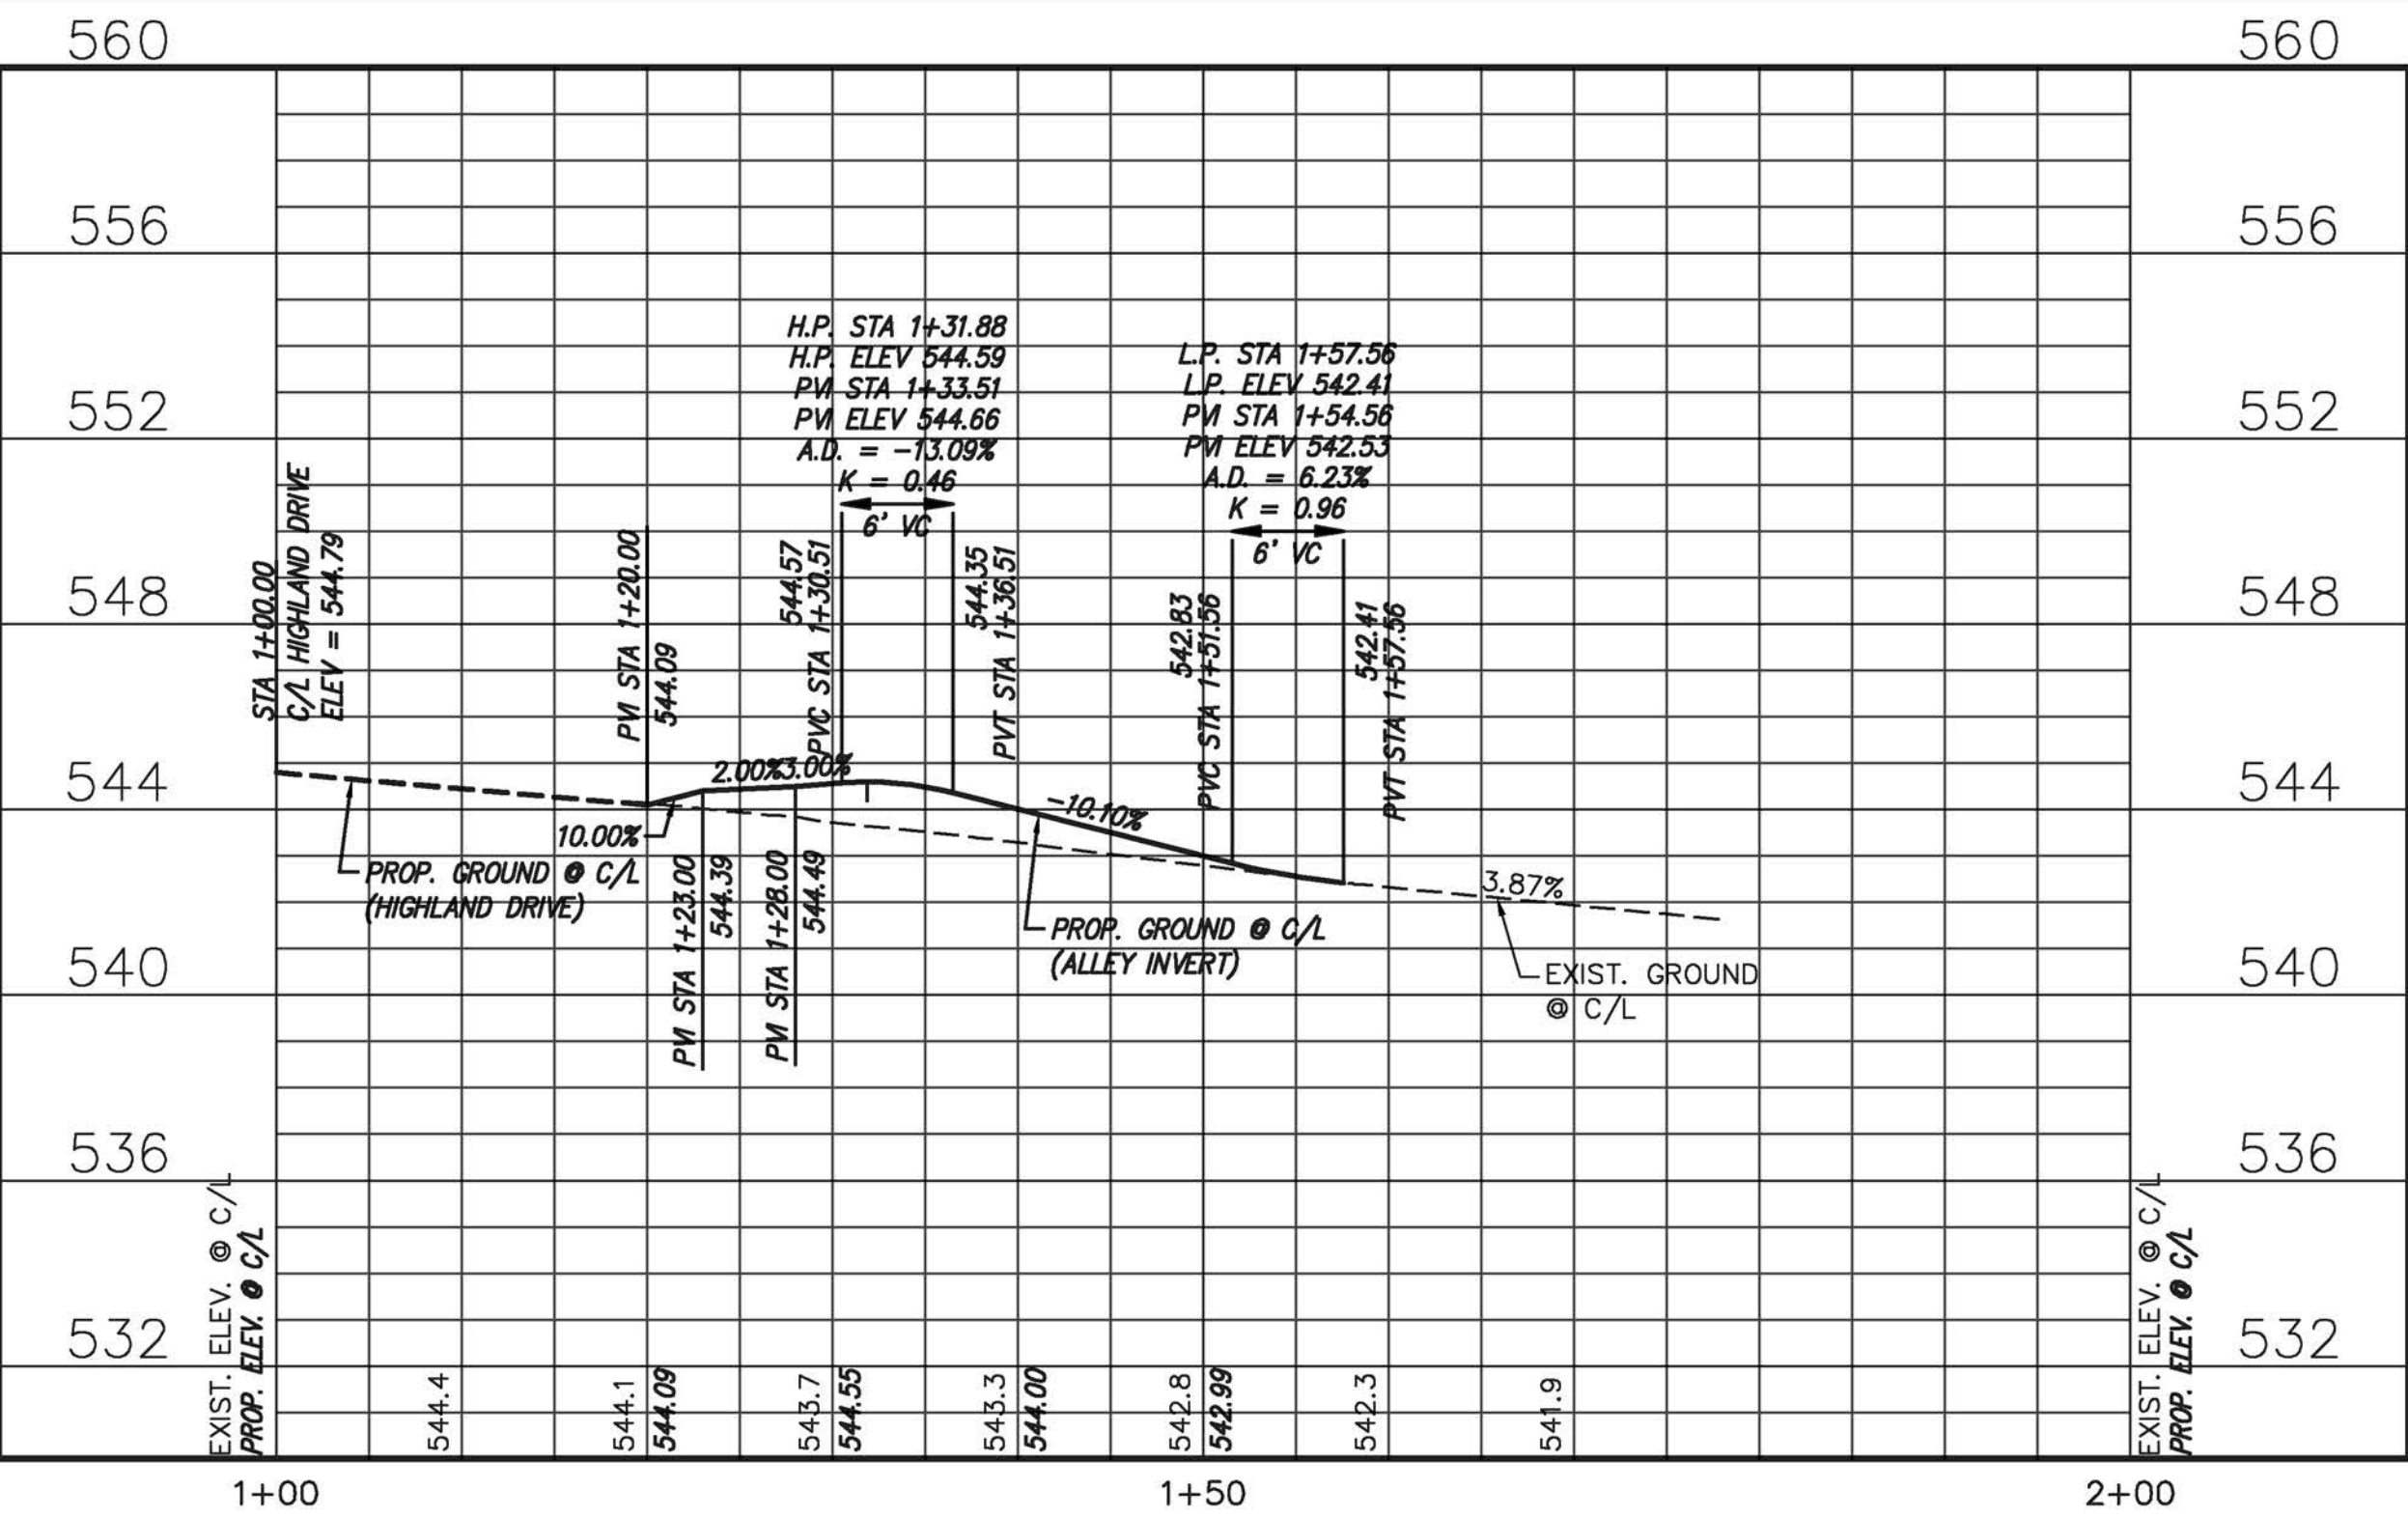 560
560
556
556
552
552
548
548
544
544
540
540
536
536
532
532
STA 1+00.00
C/L HIGHLAND DRIVE
ELEV = 544.79
PVI STA 1+20.00
544.09
H.P. STA 1+31.88
H.P. ELEV 544.59
PVI STA 1+33.51
PVI ELEV 544.66
A.D. = -13.09%
K = 0.46
6' VC
544.57
PVC STA 1+30.51
544.35
PVT STA 1+36.51
L.P. STA 1+57.56
L.P. ELEV 542.41
PVI STA 1+54.56
PVI ELEV 542.53
A.D. = 6.23%
K = 0.96
6' VC
542.83
PVC STA 1+51.56
542.41
PVT STA 1+57.56
2.00%
3.00%
10.00%
-10.10%
3.87%
PROP. GROUND @ C/L
(HIGHLAND DRIVE)
PVI STA 1+23.00
544.39
PVI STA 1+28.00
544.49
PROP. GROUND @ C/L
(ALLEY INVERT)
EXIST. GROUND
@ C/L
EXIST. ELEV. @ C/L
PROP. ELEV. @ C/L
544.4
544.1
544.09
543.7
544.55
543.3
544.00
542.8
542.99
542.3
541.9
EXIST. ELEV. @ C/L
PROP. ELEV. @ C/L
1+00
1+50
2+00